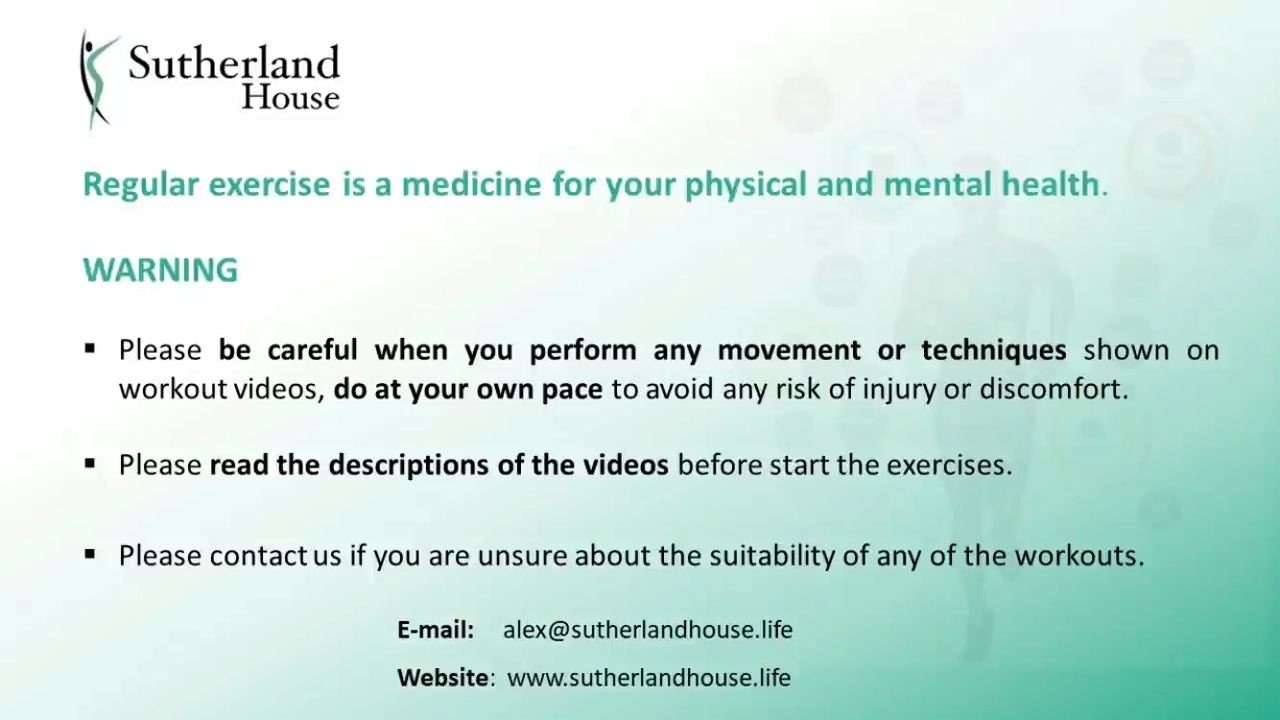 Sutherland
House
Regular exercise is a medicine for your physical and mental health.
WARNING
▪ Please be careful when you perform any movement or techniques shown on
workout videos, do at your own pace to avoid any risk of injury or discomfort.
▪ Please read the descriptions of the videos before start the exercises.
▪ Please contact us if you are unsure about the suitability of any of the workouts.
E-mail: alex@sutherlandhouse.life
Website: www.sutherlandhouse.life